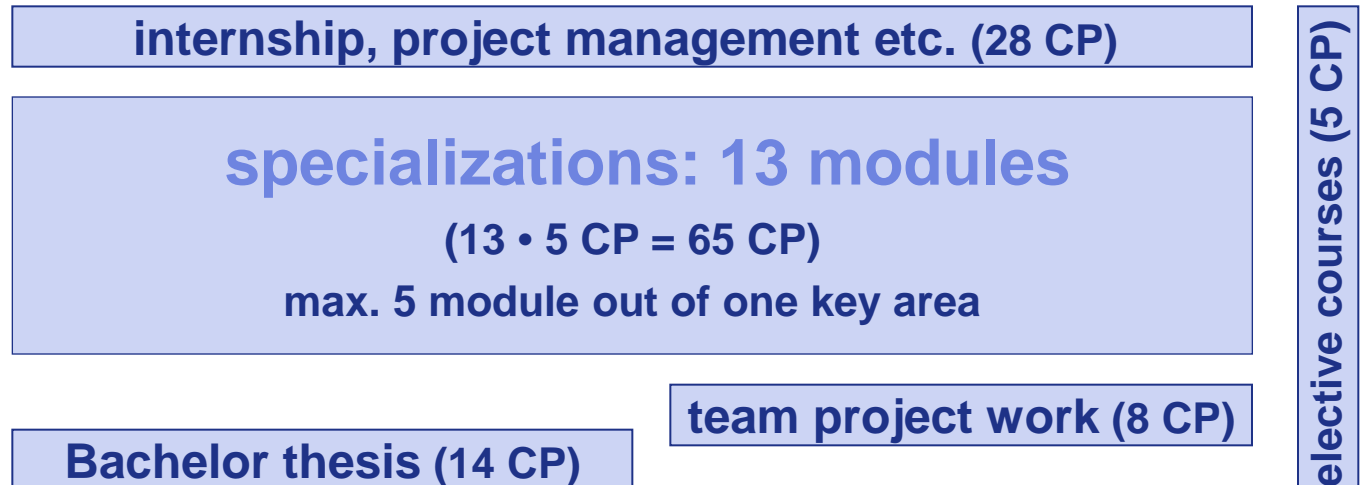 internship, project management etc. (28 CP)
specializations: 13 modules
(13 • 5 CP = 65 CP)
max. 5 module out of one key area
team project work (8 CP)
Bachelor thesis (14 CP)
elective courses (5 CP)